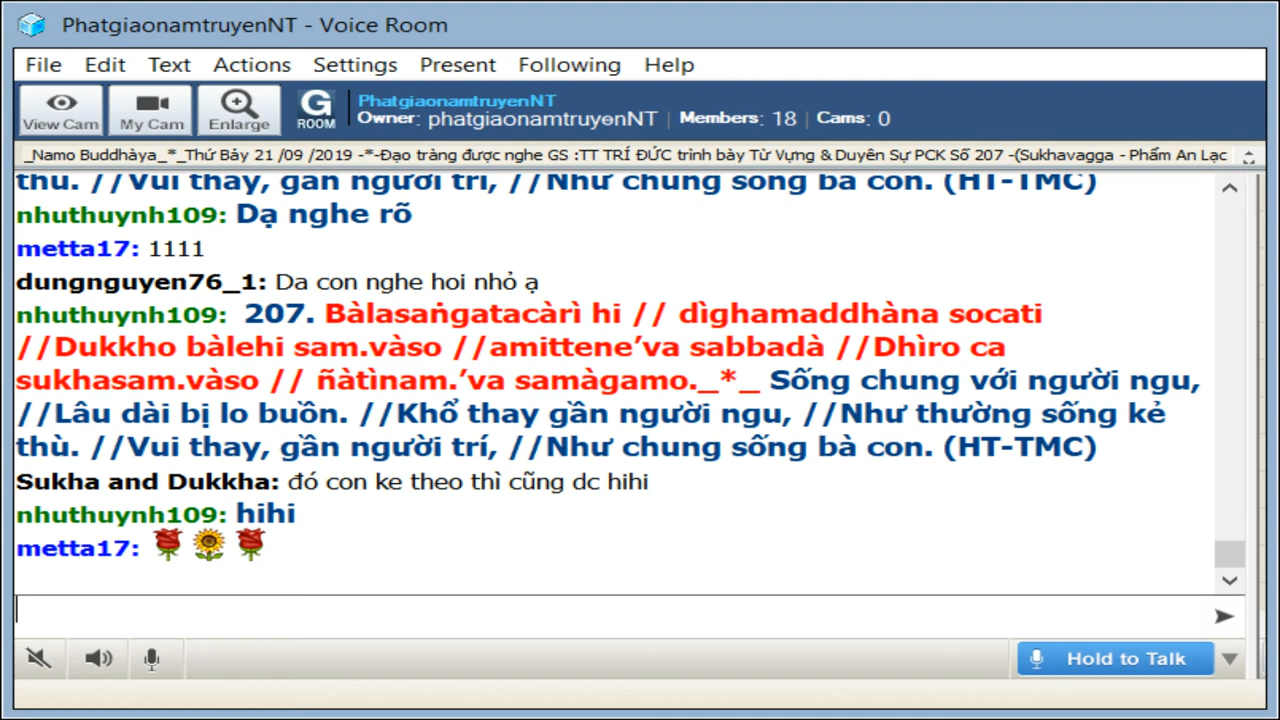 PhatgiaonamtruyenNT - Voice Room
File Edit Text Actions Settings Present Following Help
View Cam My Cam Enlarge G ROOM
PhatgiaonamtruyenNT
Owner: phatgiaonamtruyenNT | Members: 18 | Cams: 0
_Namo Buddhàya_*_Thứ Bảy 21 /09 /2019 -*-Đạo tràng được nghe GS :TT TRÍ ĐỨC trình bày Từ Vựng & Duyên Sự PCK Số 207 -(Sukhavagga - Phẩm An Lạc
thù. //Vui thay, gần người trí, //Như chung sống bà con. (HT-TMC)
nhuthuynh109: Dạ nghe rõ
metta17: 1111
dungnguyen76_1: Da con nghe hoi nhỏ ạ
nhuthuynh109: 207. Bàlasaṅgatacàrì hi // dìghamaddhàna socati
//Dukkho bàlehi sam.vàso //amittene’va sabbadà //Dhìro ca
sukhasam.vàso // ñàtìnam.’va samàgamo._*_ Sống chung với người ngu,
//Lâu dài bị lo buồn. //Khổ thay gần người ngu, //Như thường sống kẻ
thù. //Vui thay, gần người trí, //Như chung sống bà con. (HT-TMC)
Sukha and Dukkha: đó con ke theo thì cũng dc hihi
nhuthuynh109: hihi
metta17:
Hold to Talk